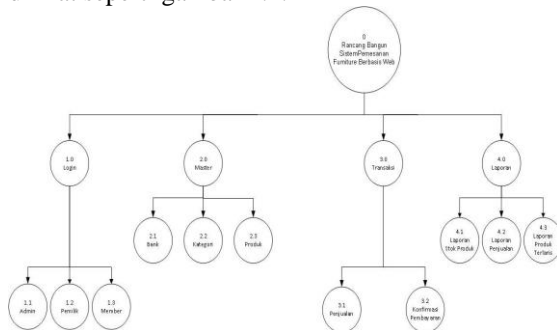 0
Rancang Bangun
SistemPemesanan
Furniture Berbasis Web
1.0
Login
2.0
Master
3.0
Transaksi
4.0
Laporan
2.1
Bank
2.2
Kategori
2.3
Produk
4.1
Laporan
Stok Produk
4.2
Laporan
Penjualan
4.3
Laporan
Produk
Terlaris
1.1
Admin
1.2
Pemilik
1.3
Member
3.1
Penjualan
3.2
Konfirmasi
Pembayaran